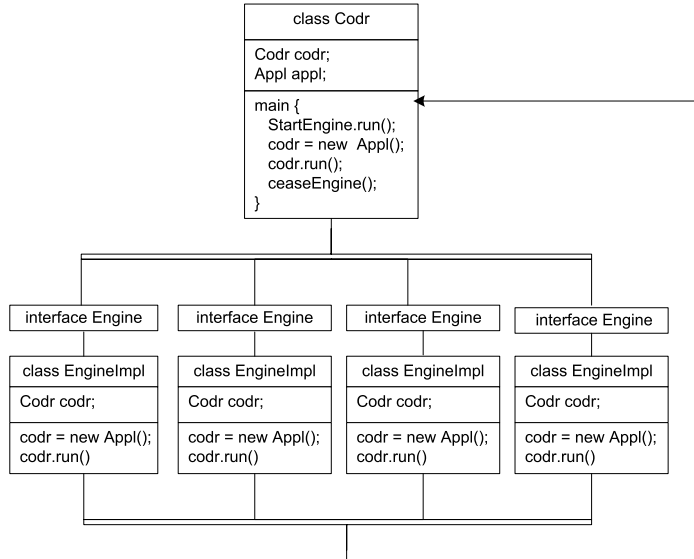 class Codr
Codr codr;
Appl appl;
main {
StartEngine.run();
codr = new Appl();
codr.run();
ceaseEngine();
}
interface Engine
interface Engine
interface Engine
interface Engine
class EngineImpl
class EngineImpl
class EngineImpl
class EngineImpl
Codr codr;
Codr codr;
Codr codr;
Codr codr;
codr = new Appl();
codr.run()
codr = new Appl();
codr.run()
codr = new Appl();
codr.run()
codr = new Appl();
codr.run()